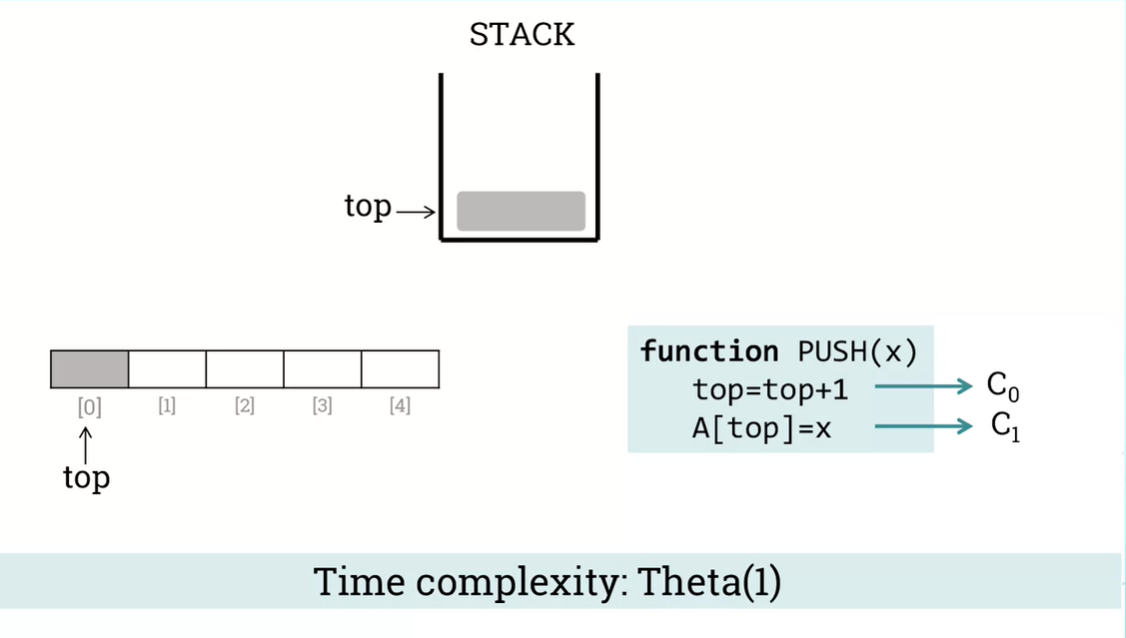 STACK
top
[0] [1] [2] [3] [4]
top
function PUSH(x)
top=top+1 C₀
A[top]=x C₁
Time complexity: Theta(1)